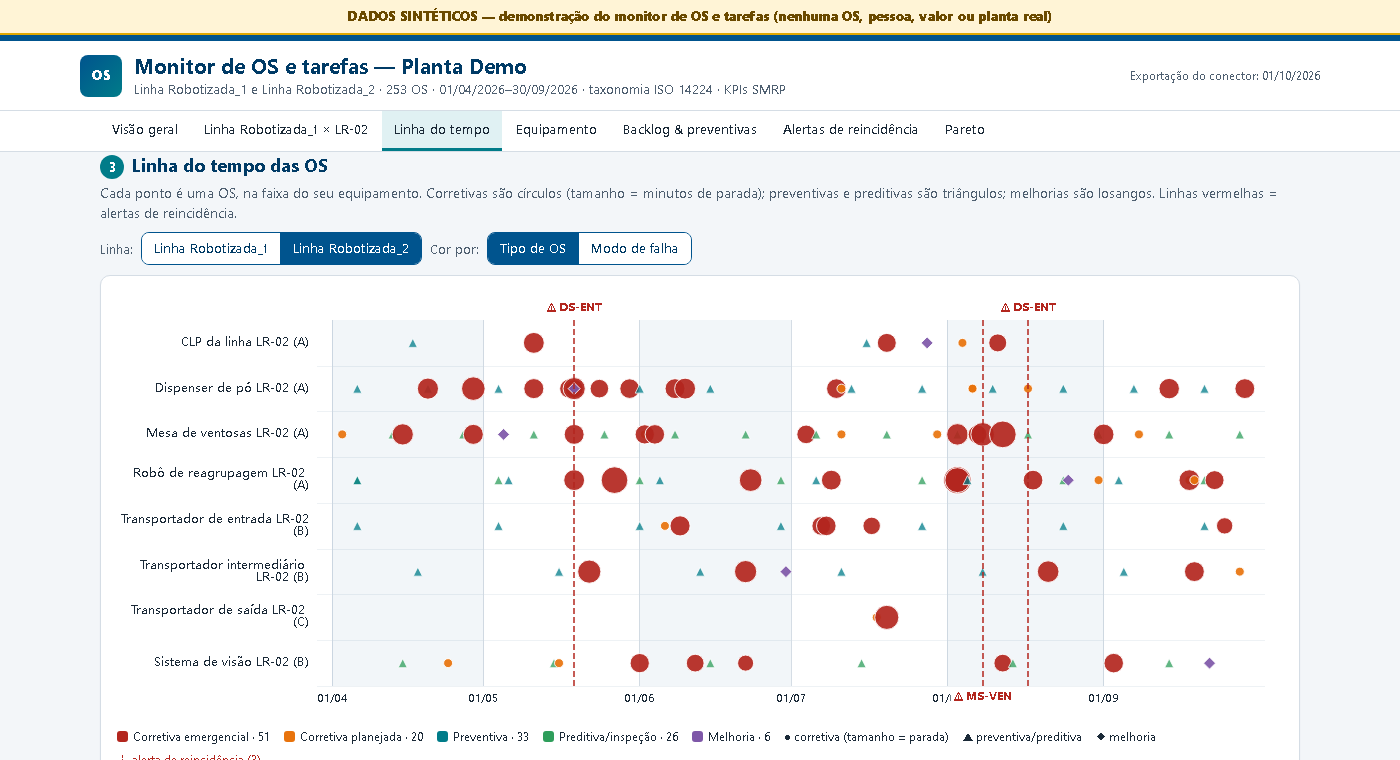 DADOS SINTÉTICOS — demonstração do monitor de OS e tarefas (nenhuma OS, pessoa, valor ou planta real)
OS
Monitor de OS e tarefas — Planta Demo
Linha Robotizada_1 e Linha Robotizada_2 · 253 OS · 01/04/2026–30/09/2026 · taxonomia ISO 14224 · KPIs SMRP
Exportação do conector: 01/10/2026
Visão geral
Linha Robotizada_1 × LR-02
Linha do tempo
Equipamento
Backlog & preventivas
Alertas de reincidência
Pareto
3 Linha do tempo das OS
Cada ponto é uma OS, na faixa do seu equipamento. Corretivas são círculos (tamanho = minutos de parada); preventivas e preditivas são triângulos; melhorias são losangos. Linhas vermelhas =
alertas de reincidência.
Linha: Linha Robotizada_1 Linha Robotizada_2 Cor por: Tipo de OS Modo de falha
⚠ DS-ENT ⚠ DS-ENT
CLP da linha LR-02 (A)
Dispenser de pó LR-02 (A)
Mesa de ventosas LR-02 (A)
Robô de reagrupagem LR-02
(A)
Transportador de entrada LR-02
(B)
Transportador intermediário
LR-02 (B)
Transportador de saída LR-02
(C)
Sistema de visão LR-02 (B)
01/04 01/05 01/06 01/07 ⚠ MS-VEN 01/09
Corretiva emergencial · 51 Corretiva planejada · 20 Preventiva · 33 Preditiva/inspeção · 26 Melhoria · 6 ● corretiva (tamanho = parada) ▲ preventiva/preditiva ◆ melhoria
alerta de reincidência (3)